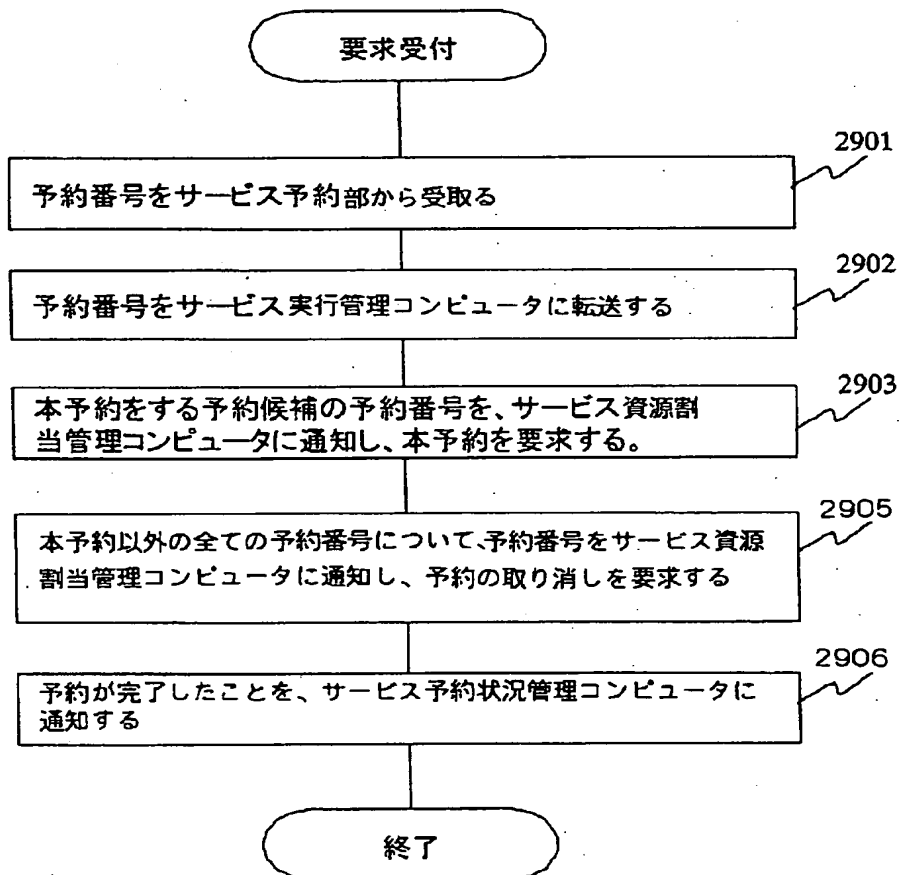 要求受付
2901
予約番号をサービス予約部から受取る
2902
予約番号をサービス実行管理コンピュータに転送する
2903
本予約をする予約候補の予約番号を、サービス資源割
当管理コンピュータに通知し、本予約を要求する。
2905
本予約以外の全ての予約番号について、予約番号をサービス資源
割当管理コンピュータに通知し、予約の取り消しを要求する
2906
予約が完了したことを、サービス予約状況管理コンピュータに
通知する
終了